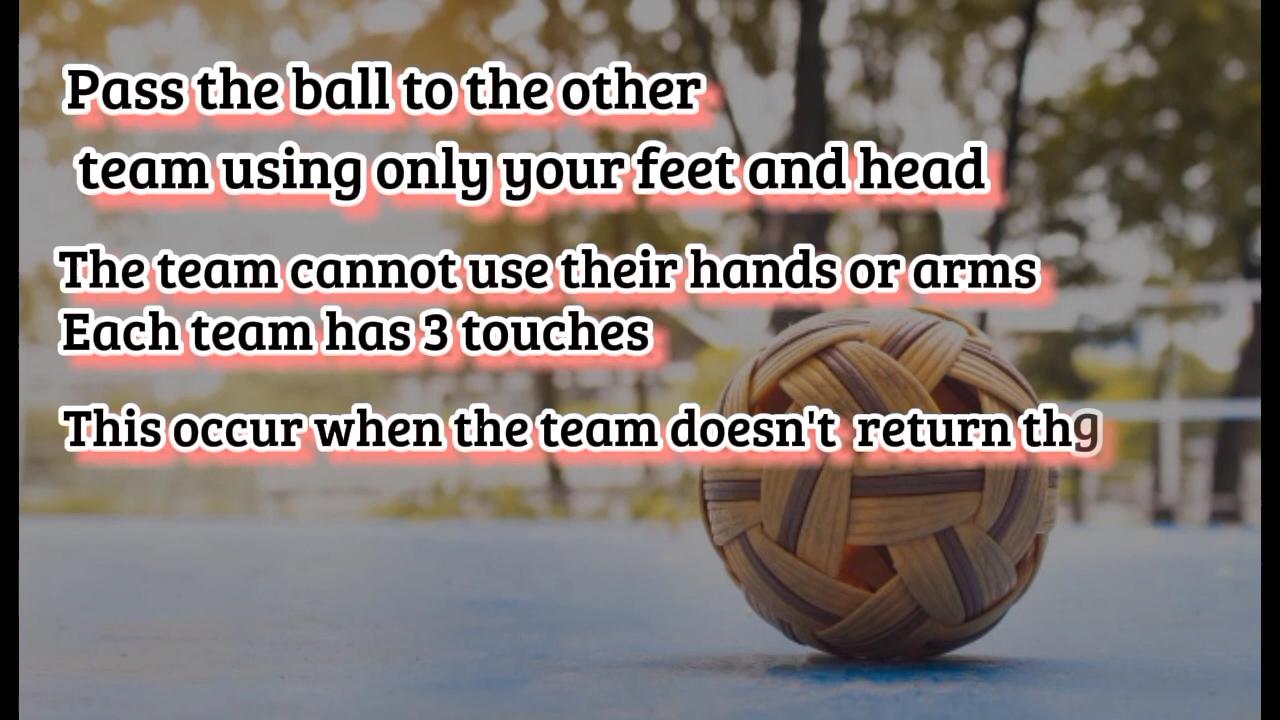 Pass the ball to the other
team using only your feet and head
The team cannot use their hands or arms
Each team has 3 touches
This occur when the team doesn't return thg